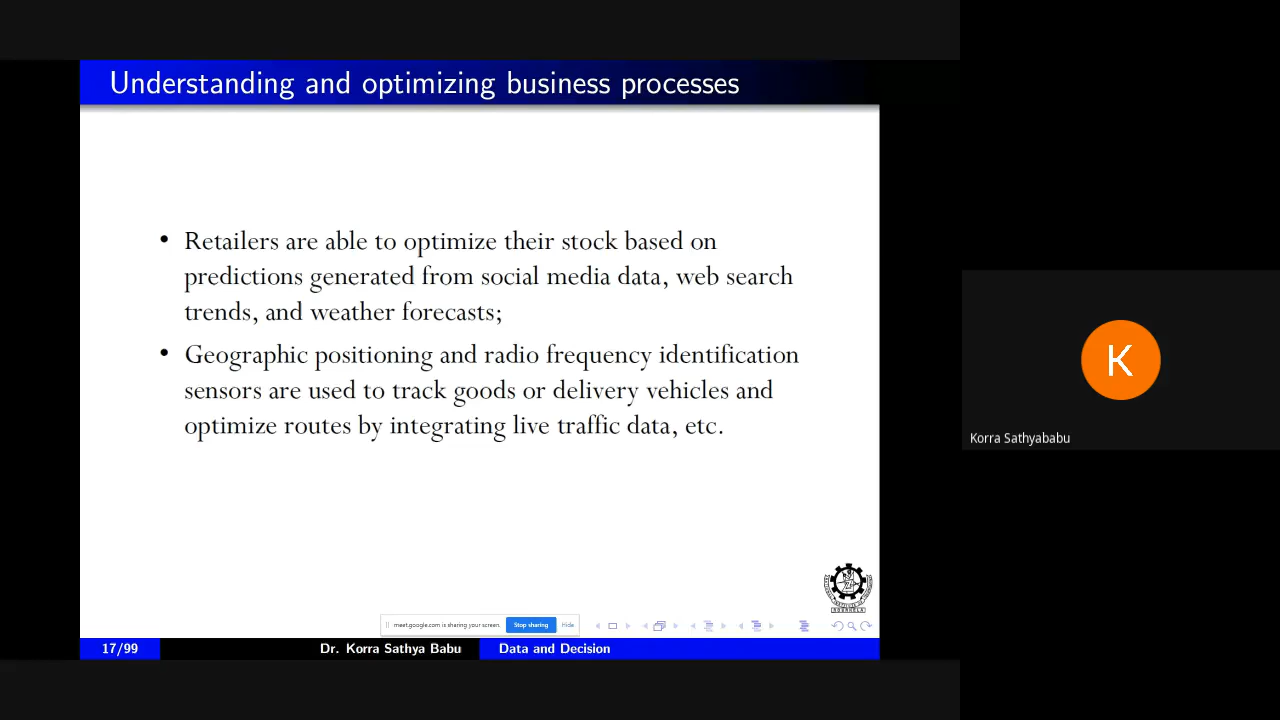 Understanding and optimizing business processes
• Retailers are able to optimize their stock based on
predictions generated from social media data, web search
trends, and weather forecasts;
• Geographic positioning and radio frequency identification
sensors are used to track goods or delivery vehicles and
optimize routes by integrating live traffic data, etc.
K
Korra Sathyababu
meet.google.com is sharing your screen. Stop sharing Hide
17/99 Dr. Korra Sathya Babu Data and Decision